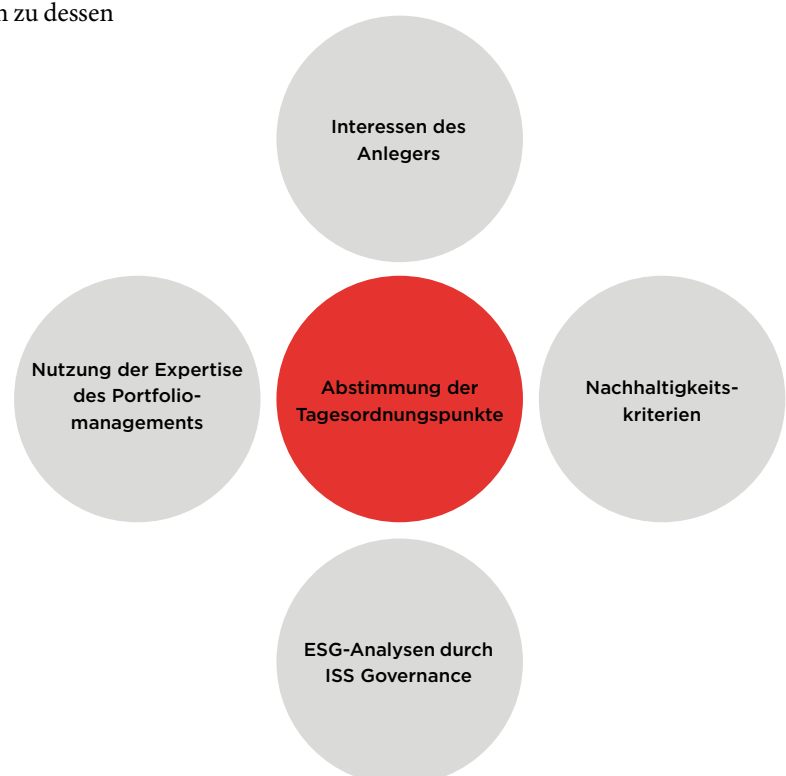 n zu dessen
Interessen des
Anlegers
Nutzung der Expertise
des Portfolio-
managements
Abstimmung der
Tagesordnungspunkte
Nachhaltigkeits-
kriterien
ESG-Analysen durch
ISS Governance